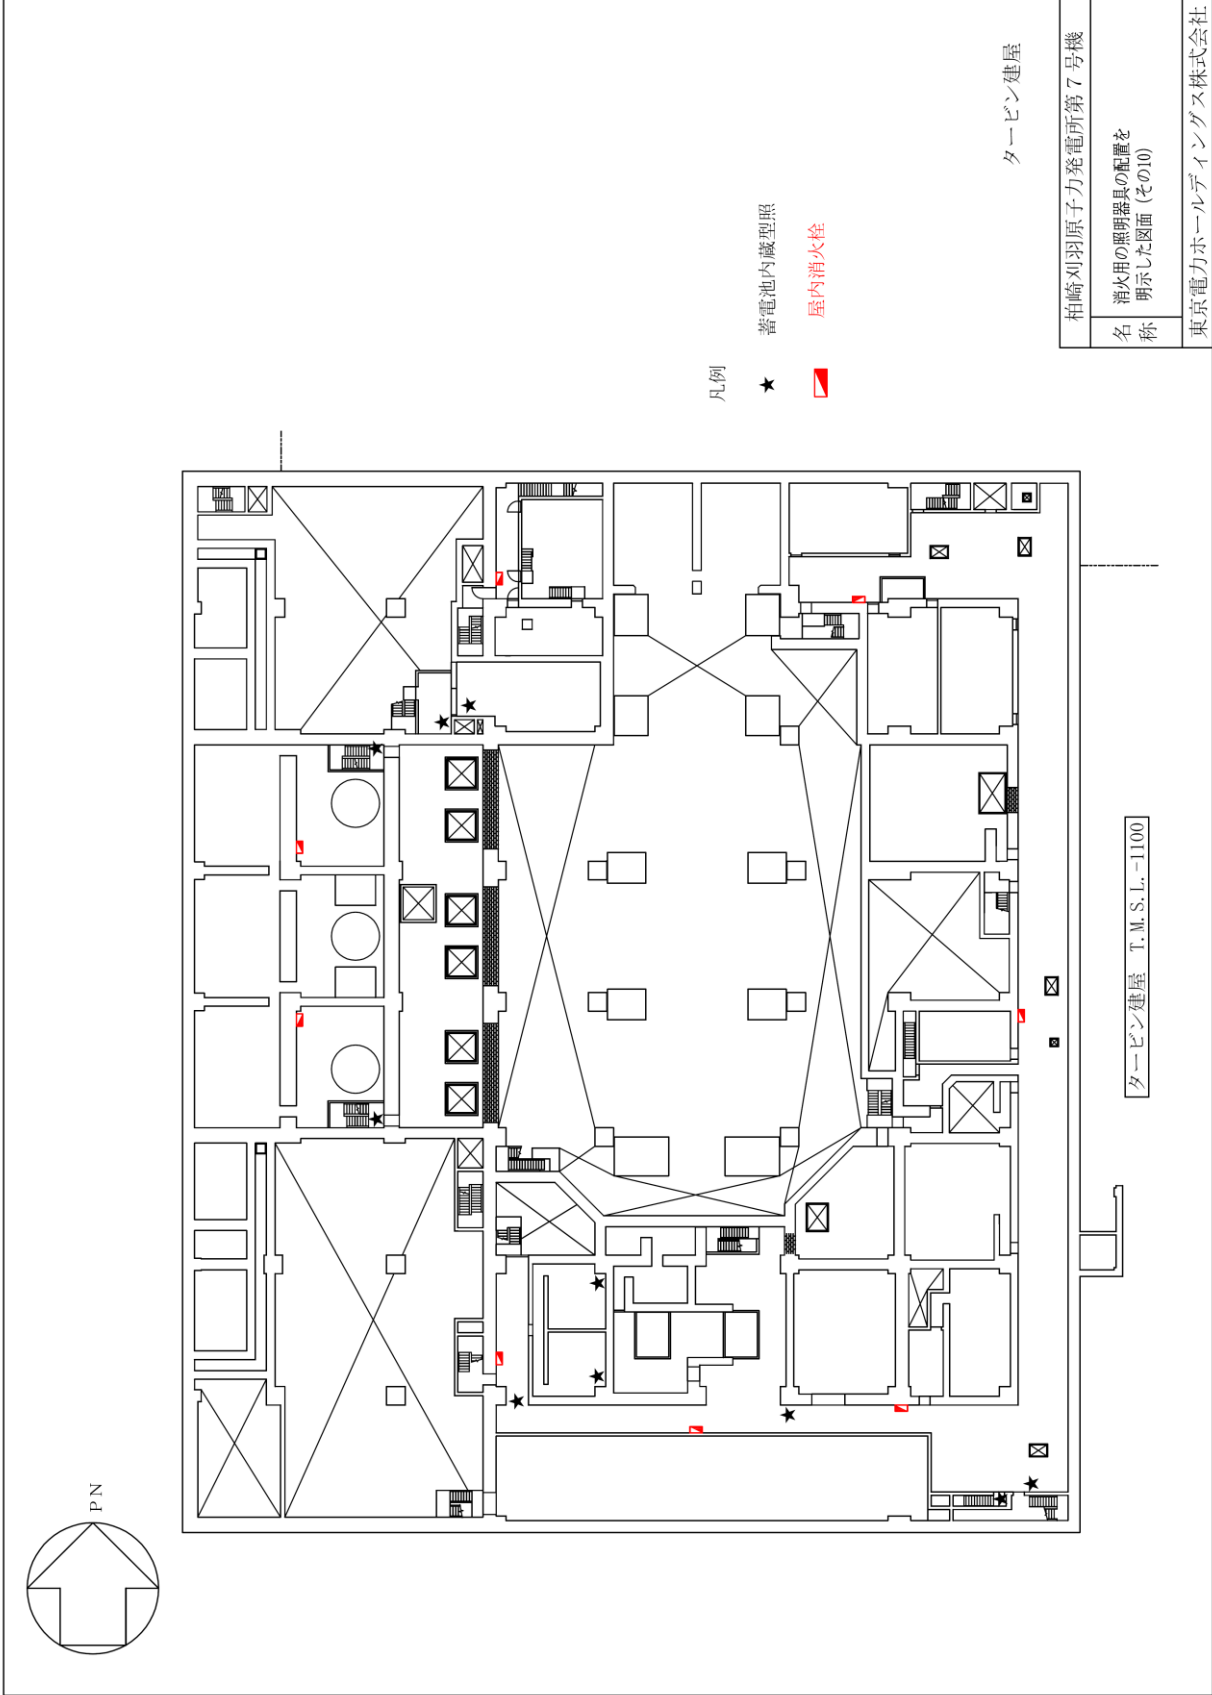 PN
凡例
★ 蓄電池内蔵型照
屋内消火栓
タービン建屋
タービン建屋 T.M.S.L.-1100
柏崎刈羽原子力発電所第7号機
名称
消火用の照明器具の配置を
明示した図面 (その10)
東京電力ホールディングス株式会社